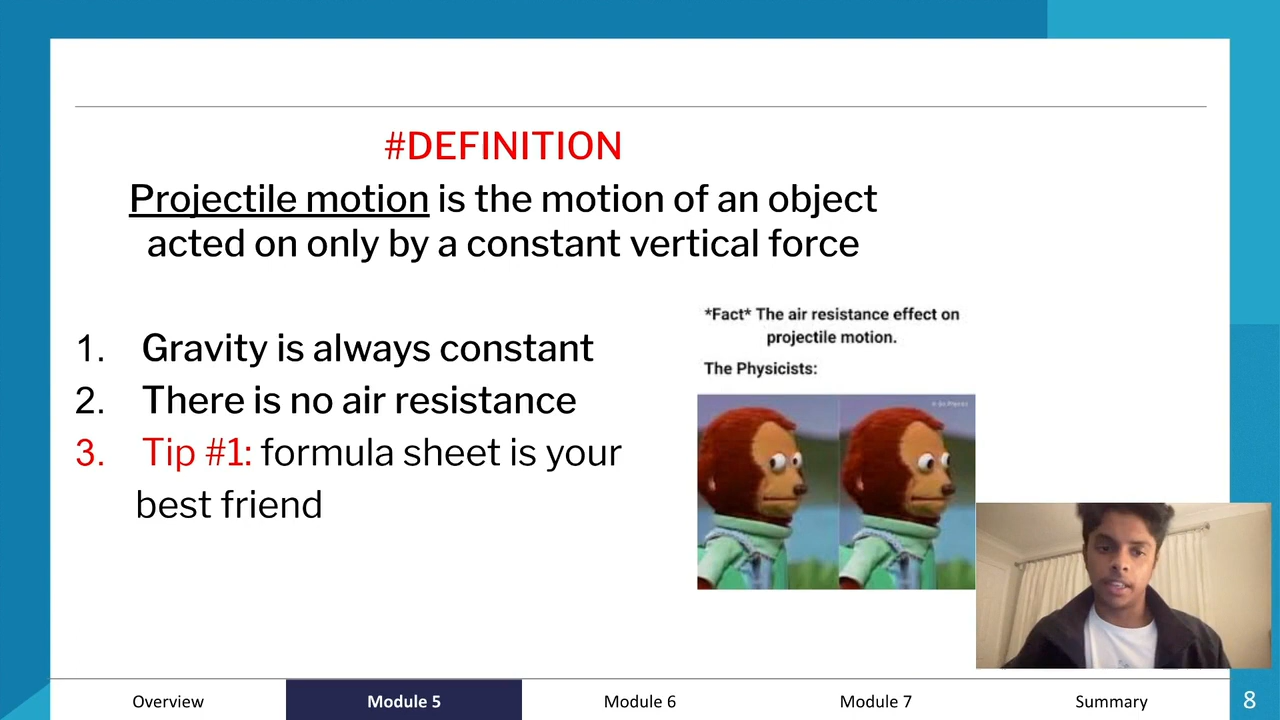 #DEFINITION
Projectile motion is the motion of an object
acted on only by a constant vertical force
1. Gravity is always constant
2. There is no air resistance
3. Tip #1: formula sheet is your
best friend
*Fact* The air resistance effect on
projectile motion.
The Physicists:
Overview
Module 5
Module 6
Module 7
Summary
8